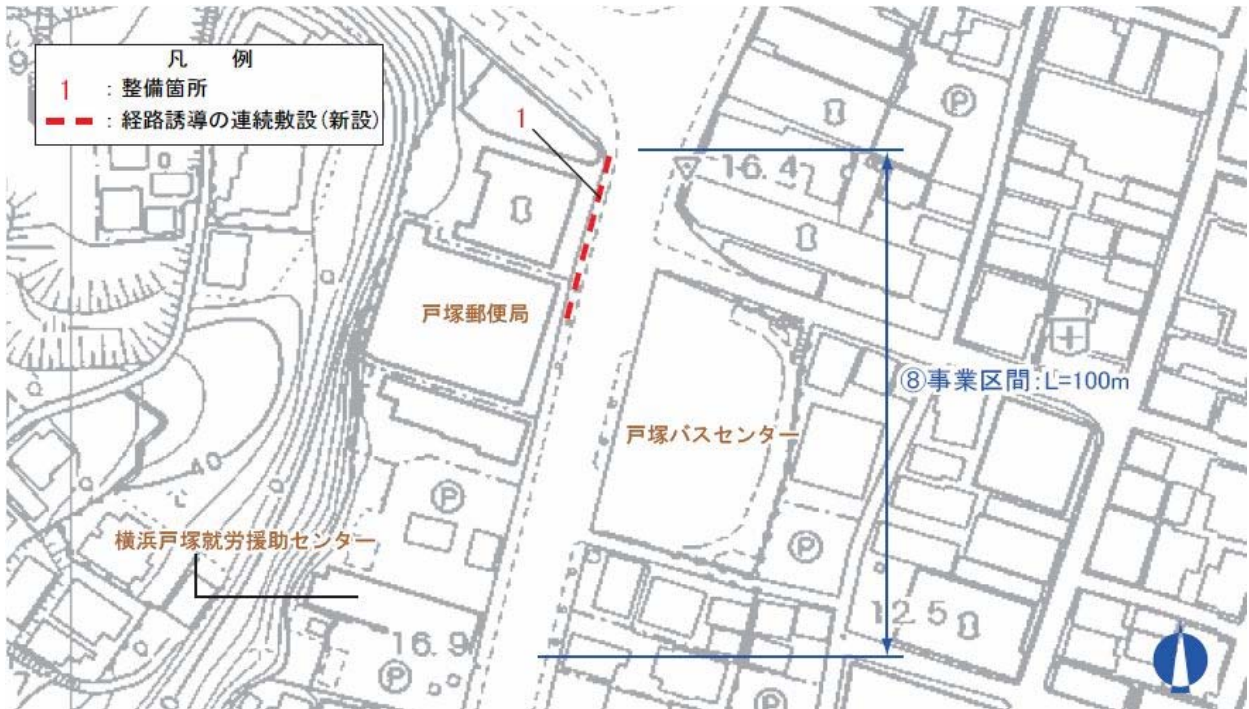 凡 例
1 : 整備箇所
: 経路誘導の連続敷設(新設)
1
16.4
戸塚郵便局
⑧事業区間:L=100m
戸塚バスセンター
40
横浜戸塚就労援助センター
12.5
16.9
P
P
P
P
P